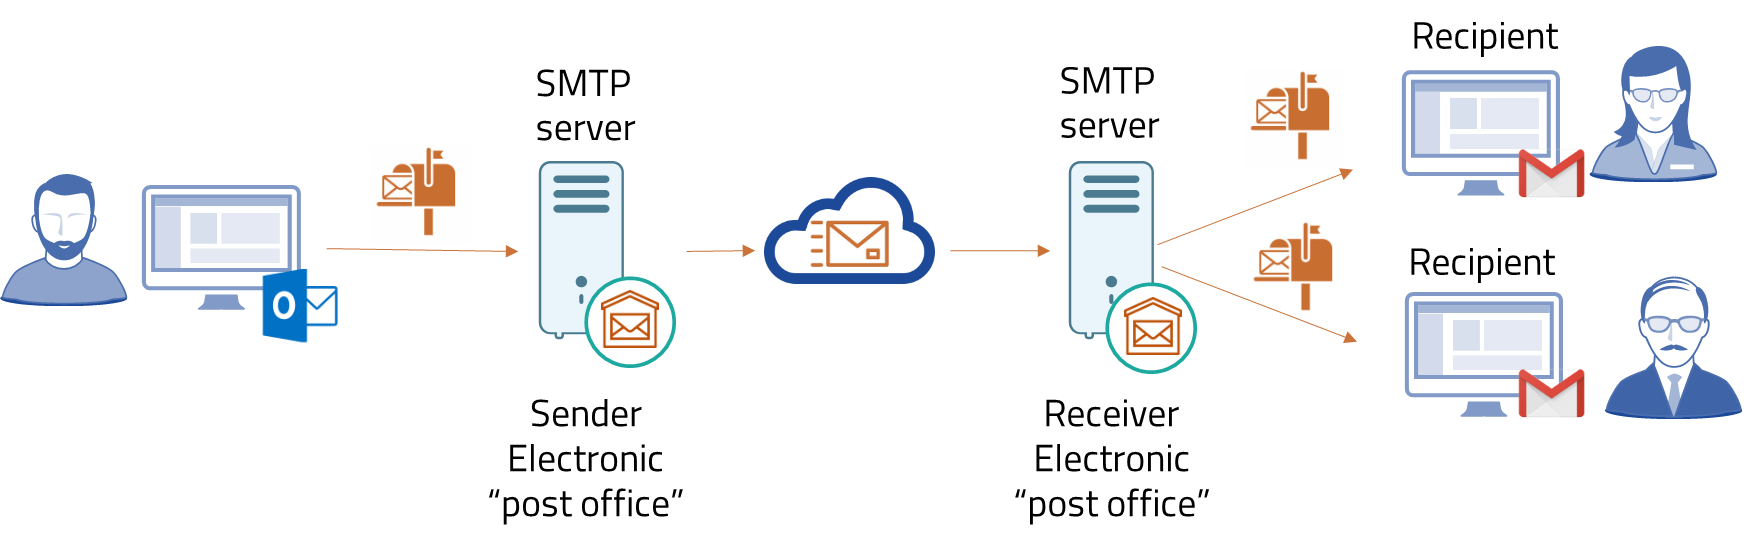 SMTP
server
Sender
Electronic
“post office”
SMTP
server
Receiver
Electronic
“post office”
Recipient
Recipient
O